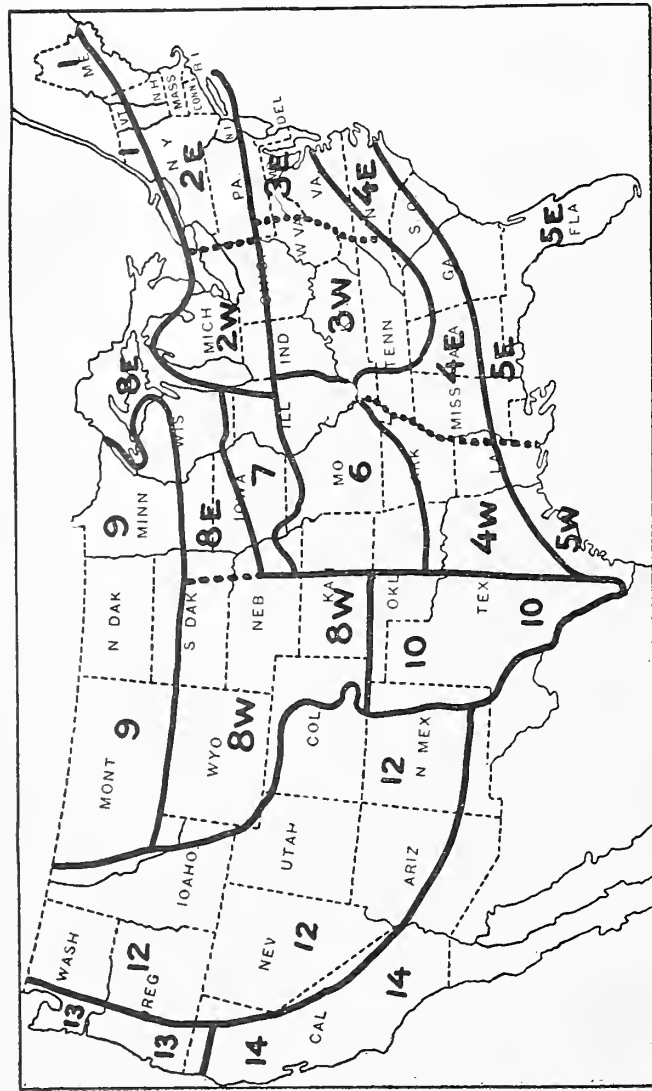 1
ME
MONT
N DAK
9
MINN
9
8E
1
VT
N H
WASH
13
WIS
N Y
MASS
CONN
R I
12
REG
13
IDAHO
WYO
8W
S DAK
8E
MICH
2W
2E
PA
N J
NEB
IOWA
7
ILL
IND
3E
DEL
W VA
VA
14
NEV
12
UTAH
COL
KA
8W
MO
6
3W
CAL
14
ARIZ
12
N MEX
10
OKL
TENN
4E
N
S C
TEX
10
4W
MISS
4E
GA
LA
5W
5E
5E
FLA